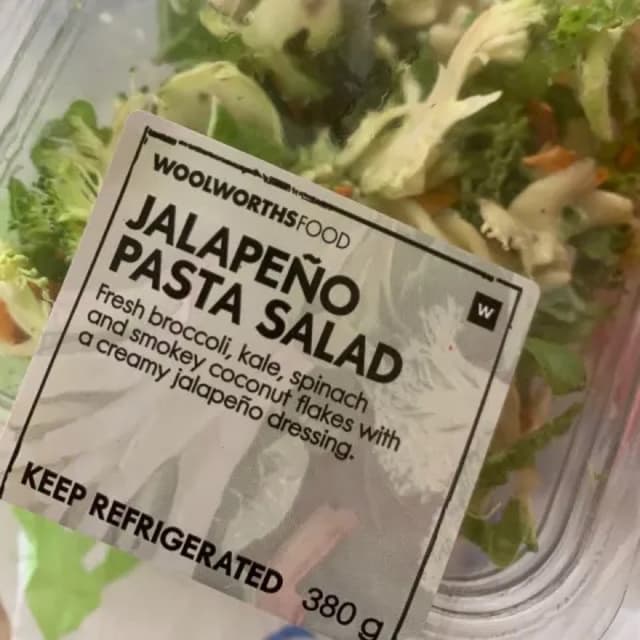 WOOLWORTHSFOOD
JALAPEÑO
PASTA SALAD
W
Fresh broccoli, kale, spinach
and smokey coconut flakes with
a creamy jalapeño dressing.
KEEP REFRIGERATED 380 g